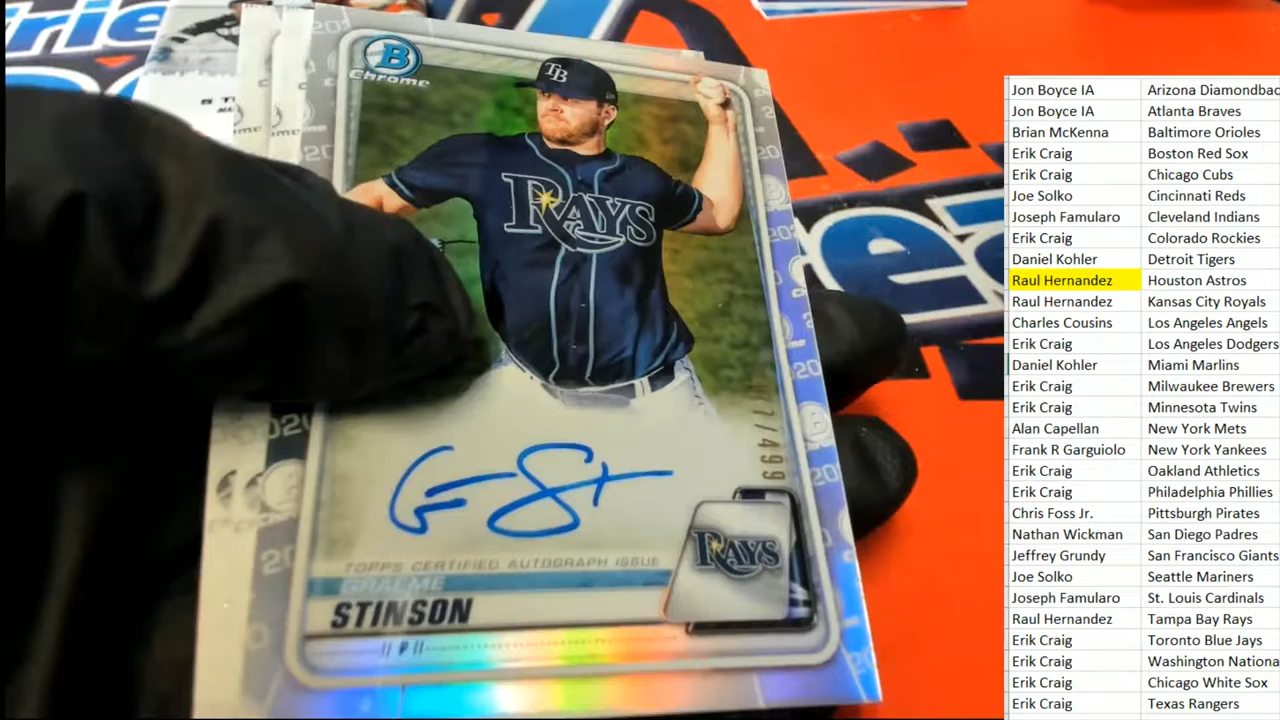 B
Chrome
TB
RAYS
/499
RAYS
TOPPS CERTIFIED AUTOGRAPH ISSUE
GRAEME
STINSON
P
Jon Boyce IA Arizona Diamondbac
Jon Boyce IA Atlanta Braves
Brian McKenna Baltimore Orioles
Erik Craig Boston Red Sox
Erik Craig Chicago Cubs
Joe Solko Cincinnati Reds
Joseph Famularo Cleveland Indians
Erik Craig Colorado Rockies
Daniel Kohler Detroit Tigers
Raul Hernandez Houston Astros
Raul Hernandez Kansas City Royals
Charles Cousins Los Angeles Angels
Erik Craig Los Angeles Dodgers
Daniel Kohler Miami Marlins
Erik Craig Milwaukee Brewers
Erik Craig Minnesota Twins
Alan Capellan New York Mets
Frank R Garguiolo New York Yankees
Erik Craig Oakland Athletics
Erik Craig Philadelphia Phillies
Chris Foss Jr. Pittsburgh Pirates
Nathan Wickman San Diego Padres
Jeffrey Grundy San Francisco Giants
Joe Solko Seattle Mariners
Joseph Famularo St. Louis Cardinals
Raul Hernandez Tampa Bay Rays
Erik Craig Toronto Blue Jays
Erik Craig Washington Nationa
Erik Craig Chicago White Sox
Erik Craig Texas Rangers